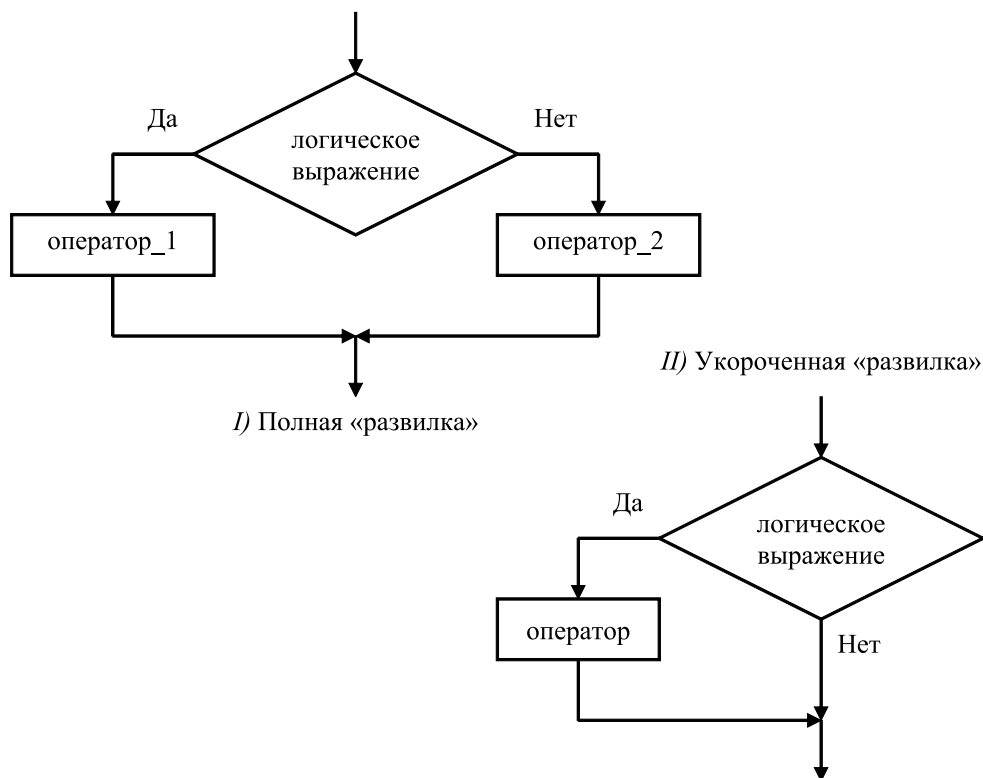 Да
Нет
логическое
выражение
оператор_1
оператор_2
I) Полная «развилка»
II) Укороченная «развилка»
Да
логическое
выражение
оператор
Нет